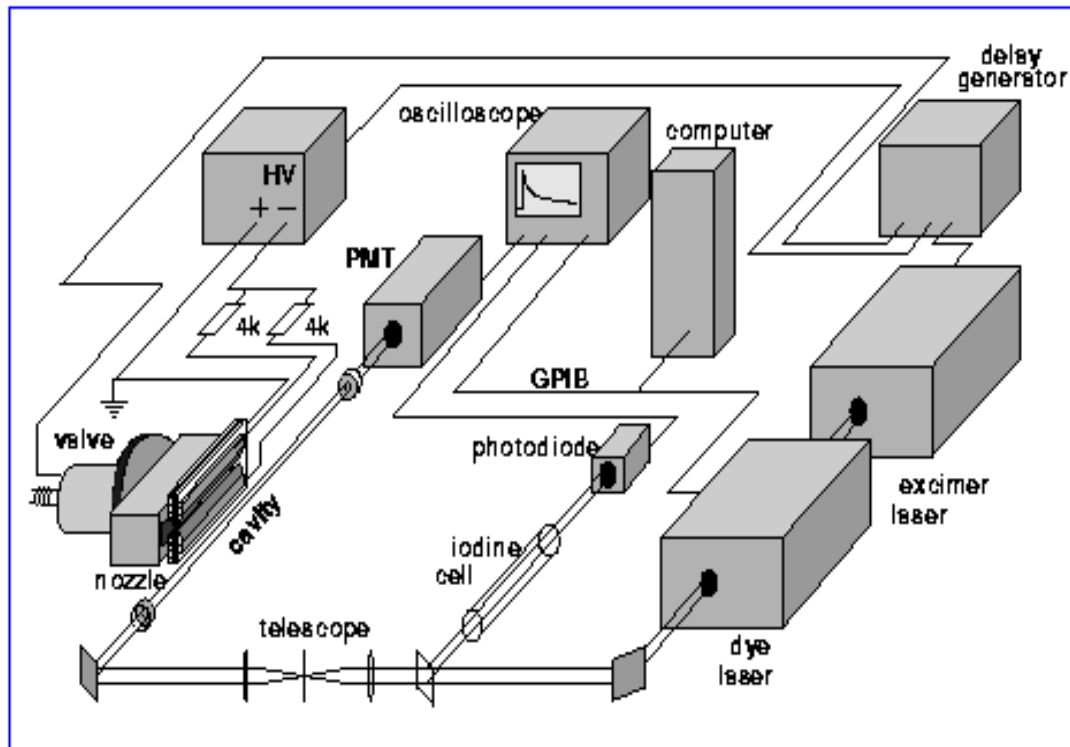 delay
generator
oscilloscope
computer
HV
+ −
PMT
4k
4k
GPIB
valve
photodiode
excimer
laser
cavity
iodine
cell
nozzle
telescope
dye
laser